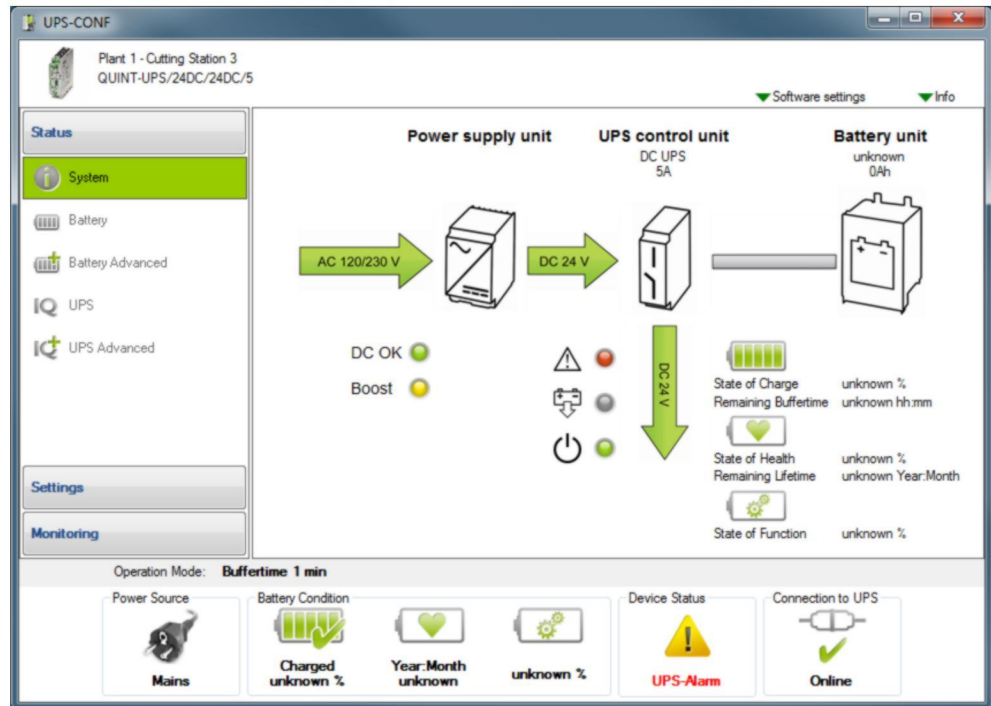 UPS-CONF
Plant 1 - Cutting Station 3
QUINT-UPS/24DC/24DC/5
Software settings
Info
Status
System
Battery
Battery Advanced
IQ UPS
IQ UPS Advanced
Settings
Monitoring
Power supply unit
UPS control unit
DC UPS
5A
Battery unit
unknown
0Ah
AC 120/230 V
DC 24 V
DC OK
Boost
DC 24 V
State of Charge unknown %
Remaining Buffertime unknown hh:mm
State of Health unknown %
Remaining Lifetime unknown Year:Month
State of Function unknown %
Operation Mode: Buffertime 1 min
Power Source
Mains
Battery Condition
Charged
unknown %
Year:Month
unknown
unknown %
Device Status
UPS-Alarm
Connection to UPS
Online